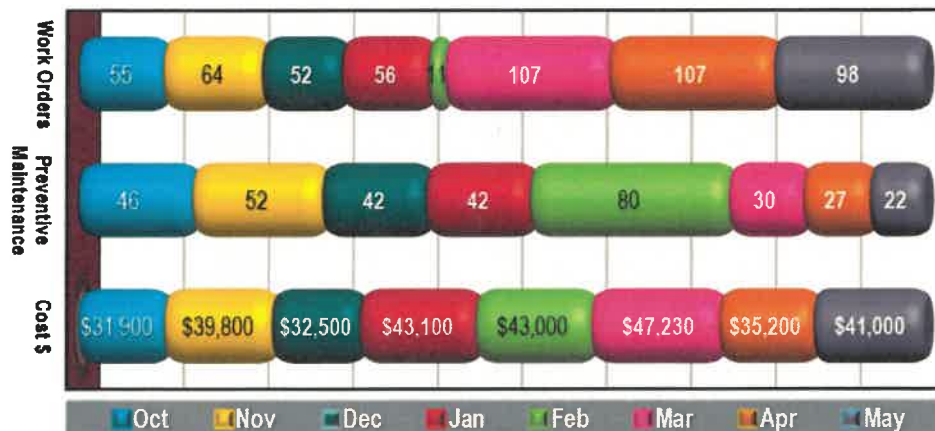 Work Orders
55 64 52 56 11 107 107 98
Preventive
Maintenance
46 52 42 42 80 30 27 22
Cost $
$31,900 $39,800 $32,500 $43,100 $43,000 $47,230 $35,200 $41,000
Oct Nov Dec Jan Feb Mar Apr May